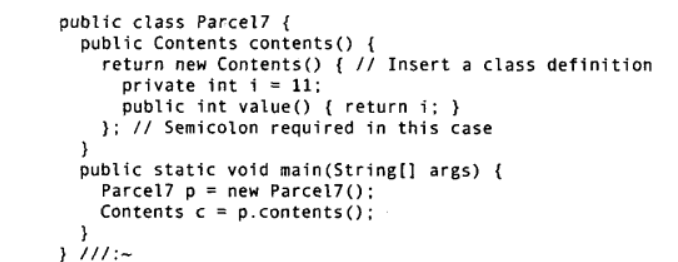 public class Parcel7 {
public Contents contents() {
return new Contents() { // Insert a class definition
private int i = 11;
public int value() { return i; }
}; // Semicolon required in this case
}
public static void main(String[] args) {
Parcel7 p = new Parcel7();
Contents c = p.contents();
}
} ///:~